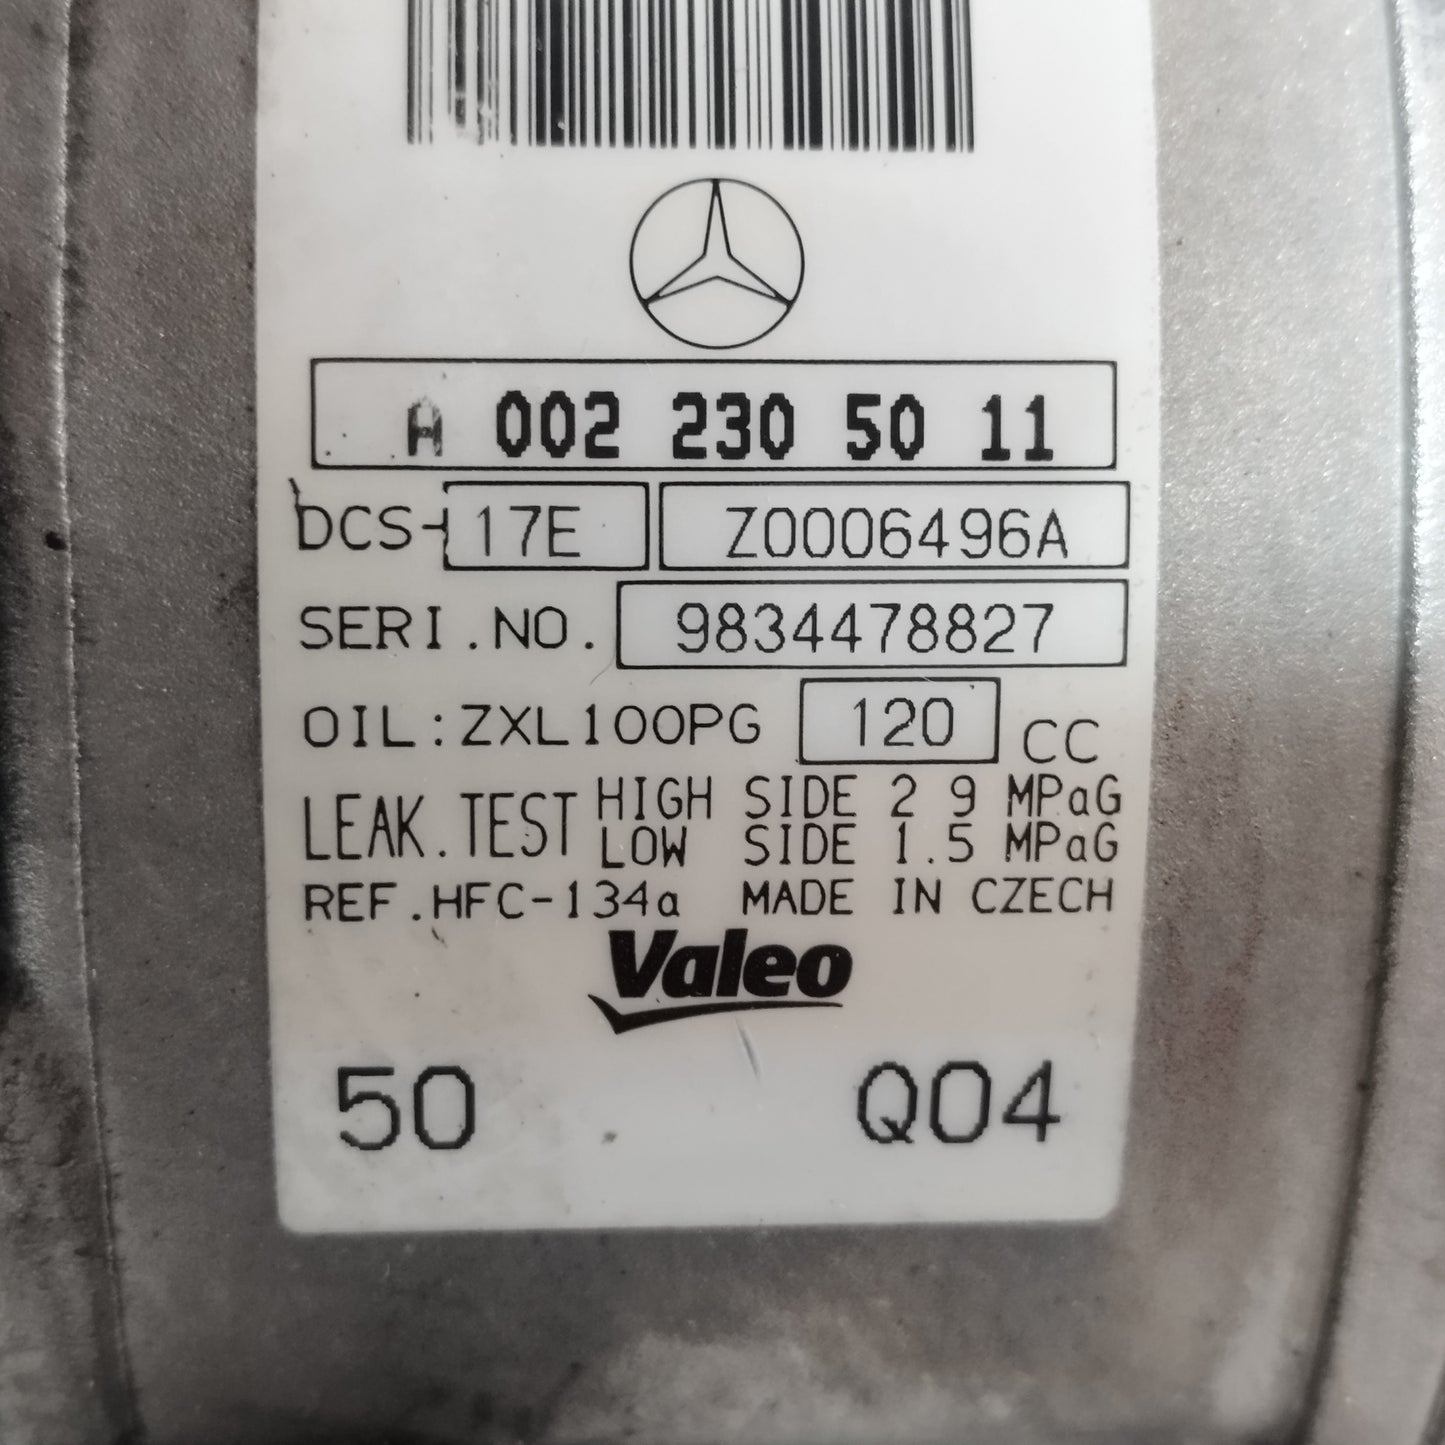 A 002 230 50 11
DCS-17E Z0006496A
SERI.NO. 9834478827
OIL:ZXL100PG 120 CC
LEAK.TEST HIGH SIDE 2 9 MPaG
LOW SIDE 1.5 MPaG
REF.HFC-134a MADE IN CZECH
Valeo
50 Q04